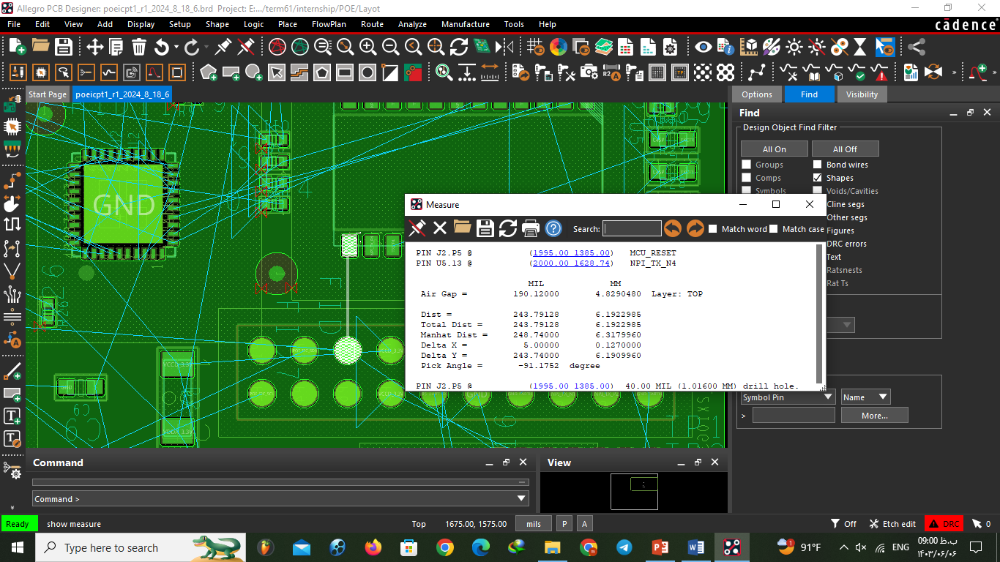 Allegro PCB Designer: poeicpt1_r1_2024_8_18_6.brd Project: E:.../term61/internship/POE/Layot
File Edit View Add Display Setup Shape Logic Place FlowPlan Route Analyze Manufacture Tools Help
cādence
Start Page poeicpt1_r1_2024_8_18_6
Options Find Visibility
Find
Design Object Find Filter
All On All Off
Groups Bond wires
Comps Shapes
Symbols Voids/Cavities
Cline segs
Other segs
Figures
DRC errors
Text
Ratsnests
Rat Ts
Symbol Pin Name
> More...
GND
4
VCCD_3.3V
VDDA_3.3V
GND
63
Measure
Search: Match word Match case
PIN J2.P5 @ (1995.00 1385.00) MCU_RESET
PIN U5.13 @ (2000.00 1628.74) NPI_TX_N4
MIL MM
Air Gap = 190.12000 4.8290480 Layer: TOP
Dist = 243.79128 6.1922985
Total Dist = 243.79128 6.1922985
Manhat Dist = 248.74000 6.3179960
Delta X = 5.00000 0.1270000
Delta Y = 243.74000 6.1909960
Pick Angle = -91.1752 degree
PIN J2.P5 @ (1995.00 1385.00) 40.00 MIL (1.01600 MM) drill hole.
Command
Command >
View
Ready show measure Top 1675.00, 1575.00 mils P A Off Etch edit DRC 0
Type here to search
1
91°F
ENG
09:00 ب.ظ
۱۴۰۳/۰۶/۰۶